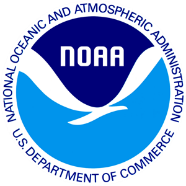 NATIONAL OCEANIC AND ATMOSPHERIC ADMINISTRATION
NOAA
U.S. DEPARTMENT OF COMMERCE